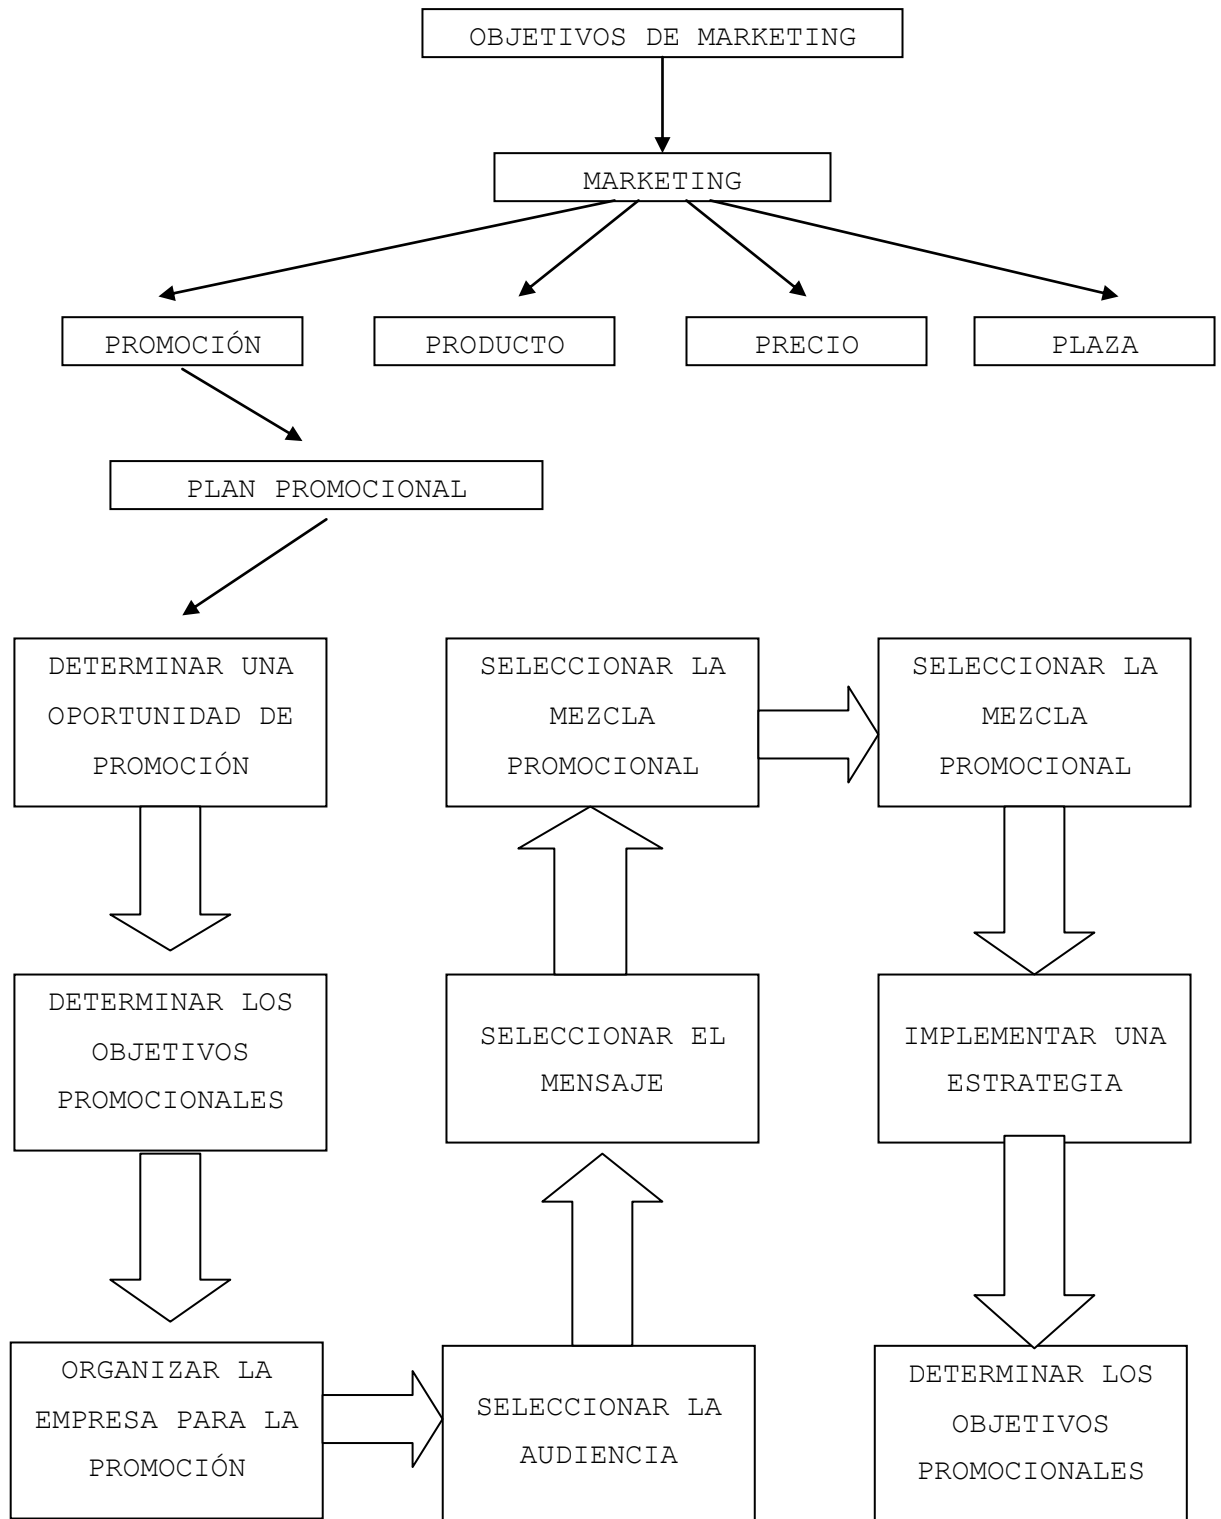 OBJETIVOS DE MARKETING
MARKETING
PROMOCIÓN
PRODUCTO
PRECIO
PLAZA
PLAN PROMOCIONAL
DETERMINAR UNA
OPORTUNIDAD DE
PROMOCIÓN
DETERMINAR LOS
OBJETIVOS
PROMOCIONALES
ORGANIZAR LA
EMPRESA PARA LA
PROMOCIÓN
SELECCIONAR LA
AUDIENCIA
SELECCIONAR EL
MENSAJE
SELECCIONAR LA
MEZCLA
PROMOCIONAL
SELECCIONAR LA
MEZCLA
PROMOCIONAL
IMPLEMENTAR UNA
ESTRATEGIA
DETERMINAR LOS
OBJETIVOS
PROMOCIONALES